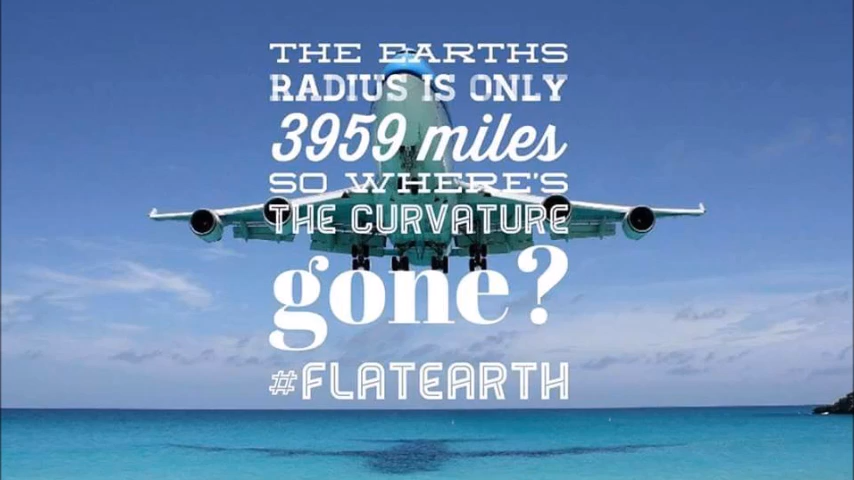 THE EARTHS
RADIUS IS ONLY
3959 miles
SO WHERE'S
THE CURVATURE
gone?
#FLATEARTH